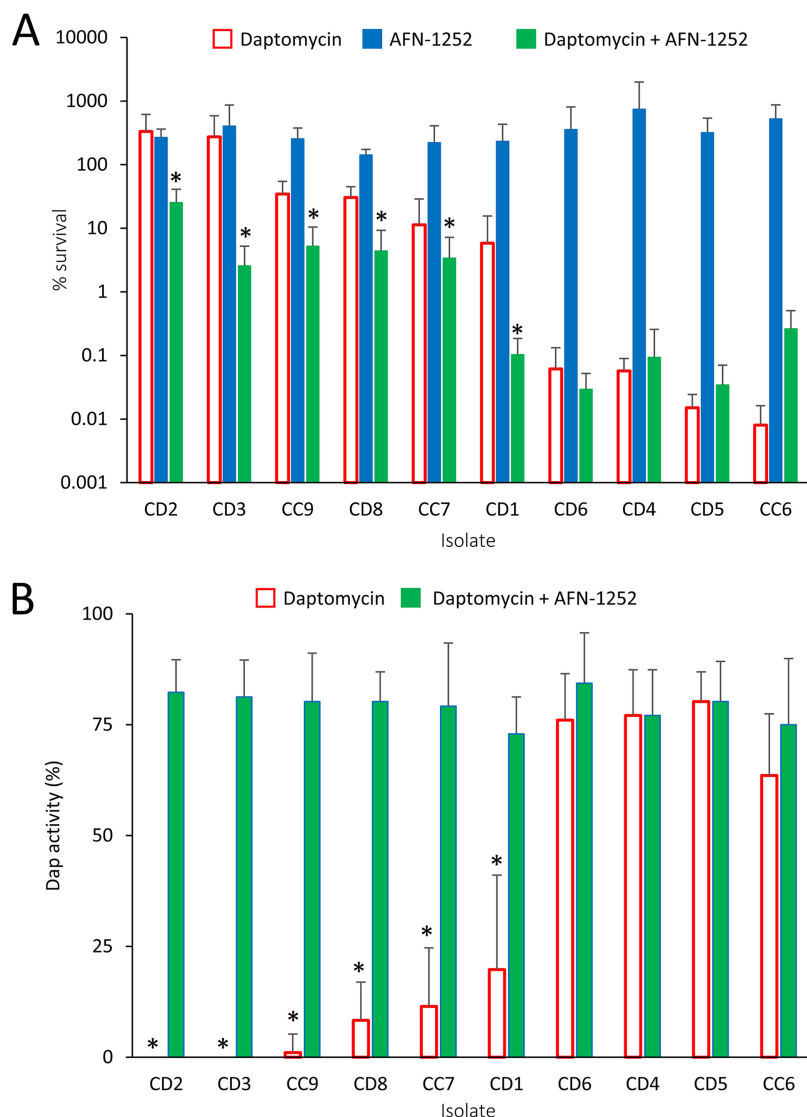 A
Daptomycin AFN-1252 Daptomycin + AFN-1252
10000
1000
100
10
1
0.1
0.01
0.001
% survival
* * * * * *
CD2 CD3 CC9 CD8 CC7 CD1 CD6 CD4 CD5 CC6
Isolate
B
Daptomycin Daptomycin + AFN-1252
100
75
50
25
0
Dap activity (%)
* * * * * *
CD2 CD3 CC9 CD8 CC7 CD1 CD6 CD4 CD5 CC6
Isolate